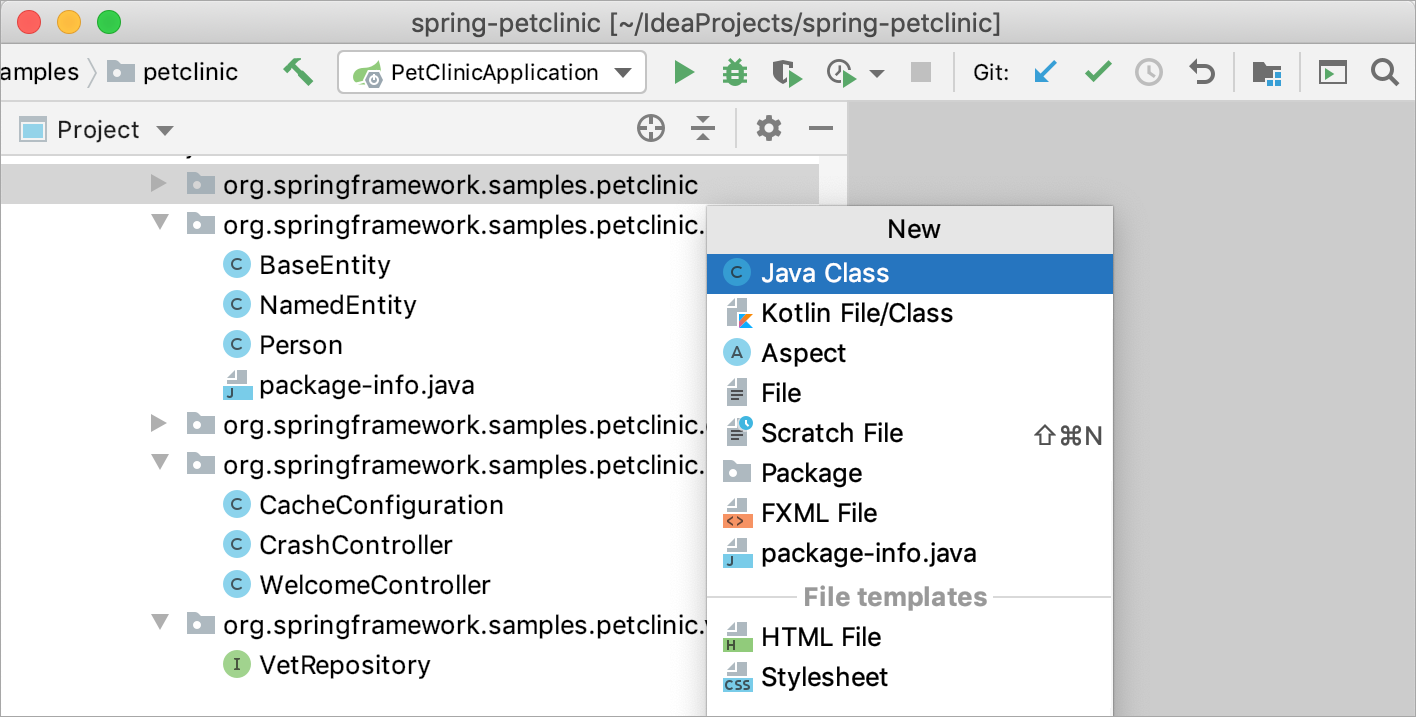 spring-petclinic [~/IdeaProjects/spring-petclinic]
amples petclinic PetClinicApplication Git:
Project
org.springframework.samples.petclinic
org.springframework.samples.petclinic.
BaseEntity
NamedEntity
Person
package-info.java
org.springframework.samples.petclinic.
org.springframework.samples.petclinic.
CacheConfiguration
CrashController
WelcomeController
org.springframework.samples.petclinic.
VetRepository
New
Java Class
Kotlin File/Class
Aspect
File
Scratch File ⇧⌘N
Package
FXML File
package-info.java
File templates
HTML File
Stylesheet